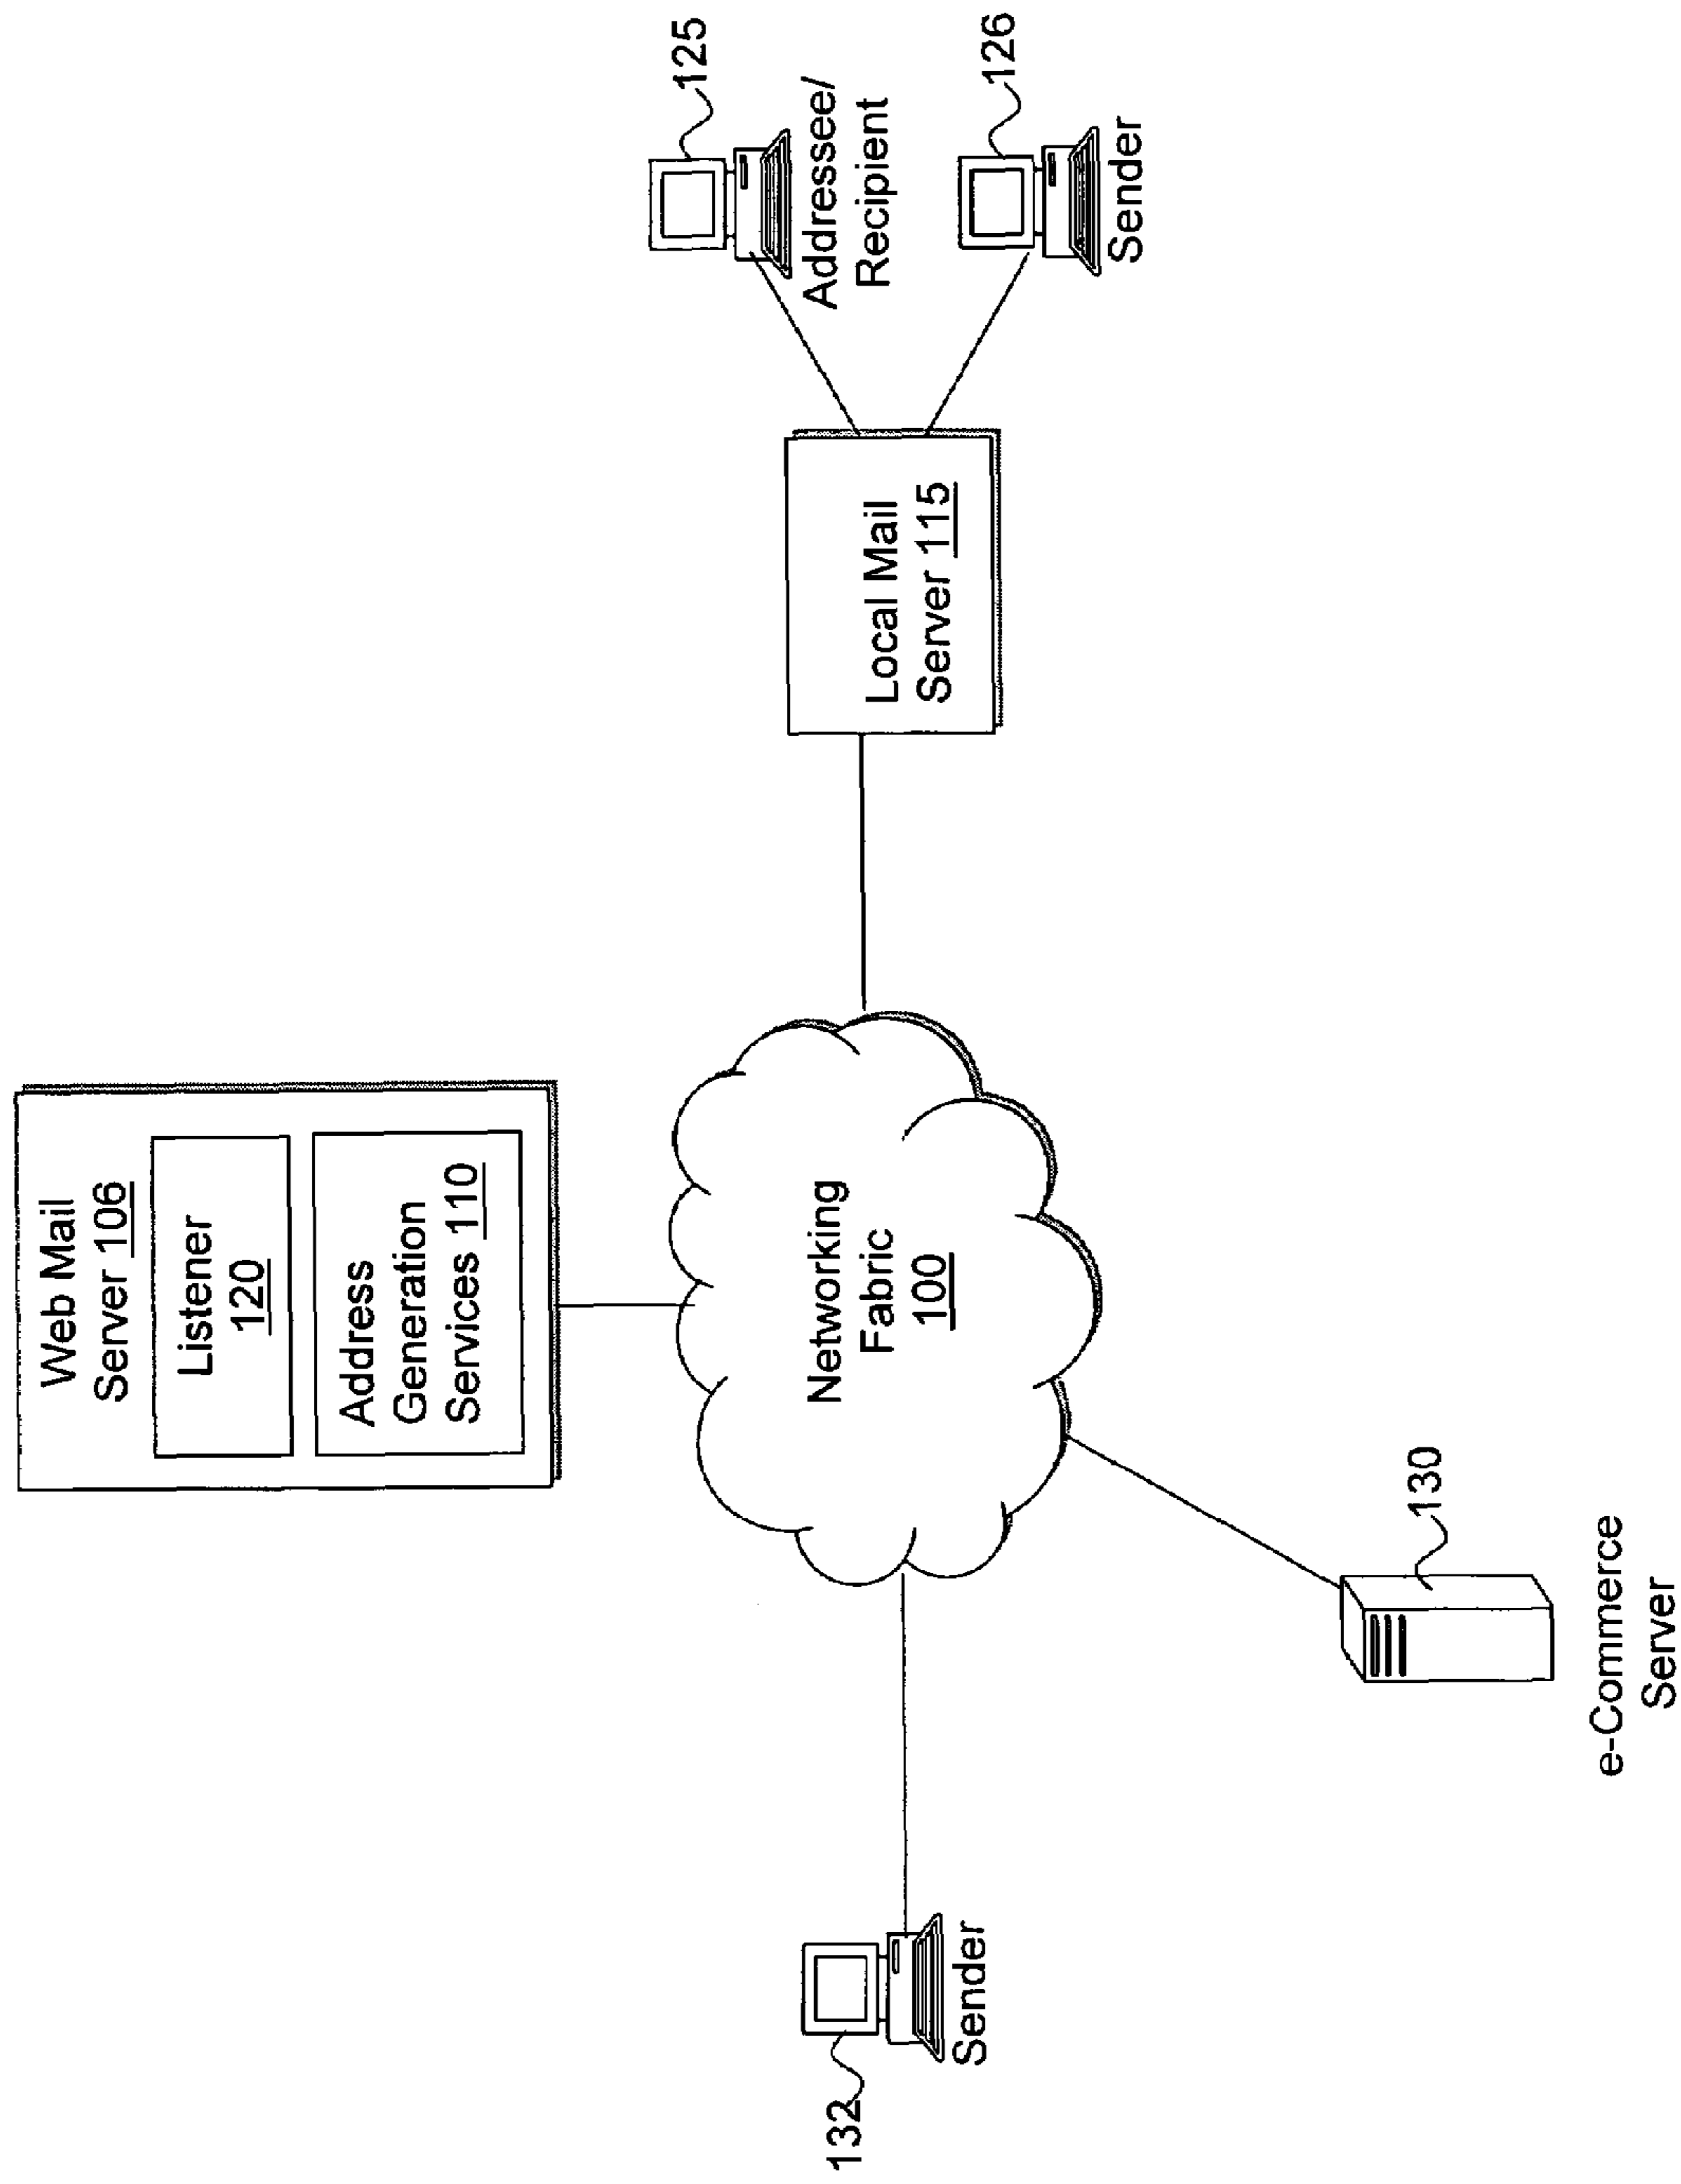 Web Mail
Server 106
Listener
120
Address
Generation
Services 110
Networking
Fabric
100
Local Mail
Server 115
125
Addressee/
Recipient
126
Sender
132
Sender
130
e-Commerce
Server